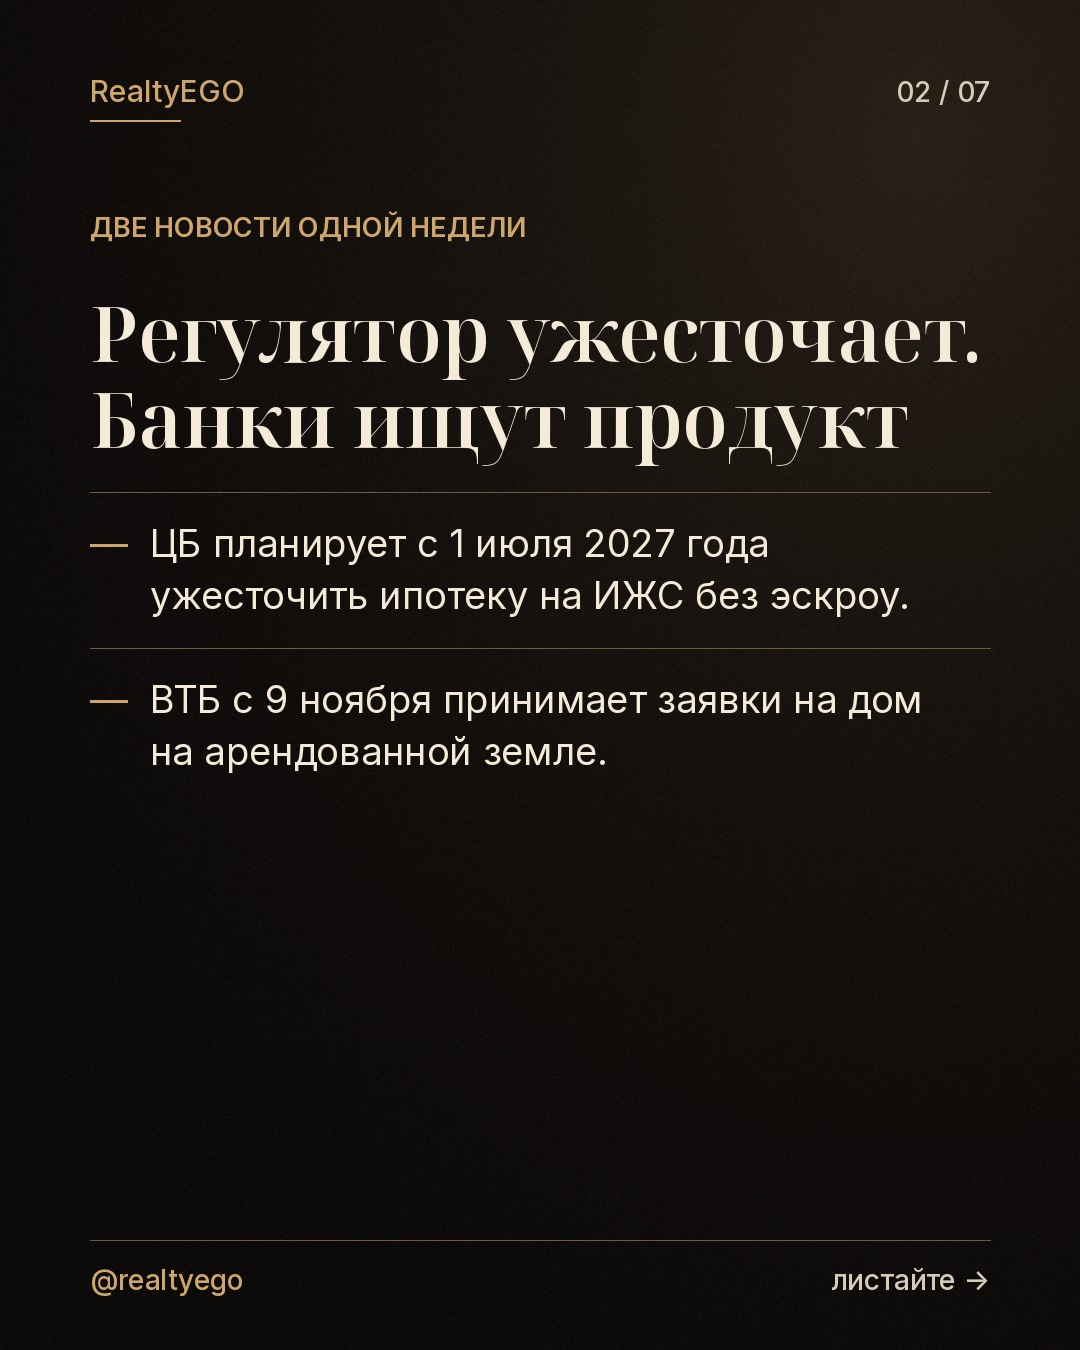 RealtyEGO
02 / 07
ДВЕ НОВОСТИ ОДНОЙ НЕДЕЛИ
Регулятор ужесточает.
Банки ищут продукт
— ЦБ планирует с 1 июля 2027 года
ужесточить ипотеку на ИЖС без эскроу.
— ВТБ с 9 ноября принимает заявки на дом
на арендованной земле.
@realtyego
листайте →